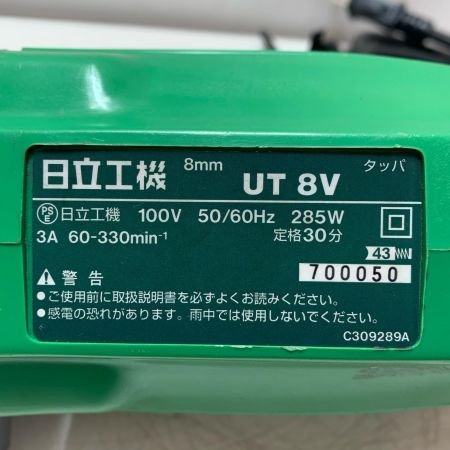 日立工機 8mm UT 8V タッパ
PSE 日立工機 100V 50/60Hz 285W
3A 60-330min⁻¹ 定格30分
43
700050
警告
●ご使用前に取扱説明書を必ずよくお読みください。
●感電の恐れがあります。雨中では使用しないでください。
C309289A